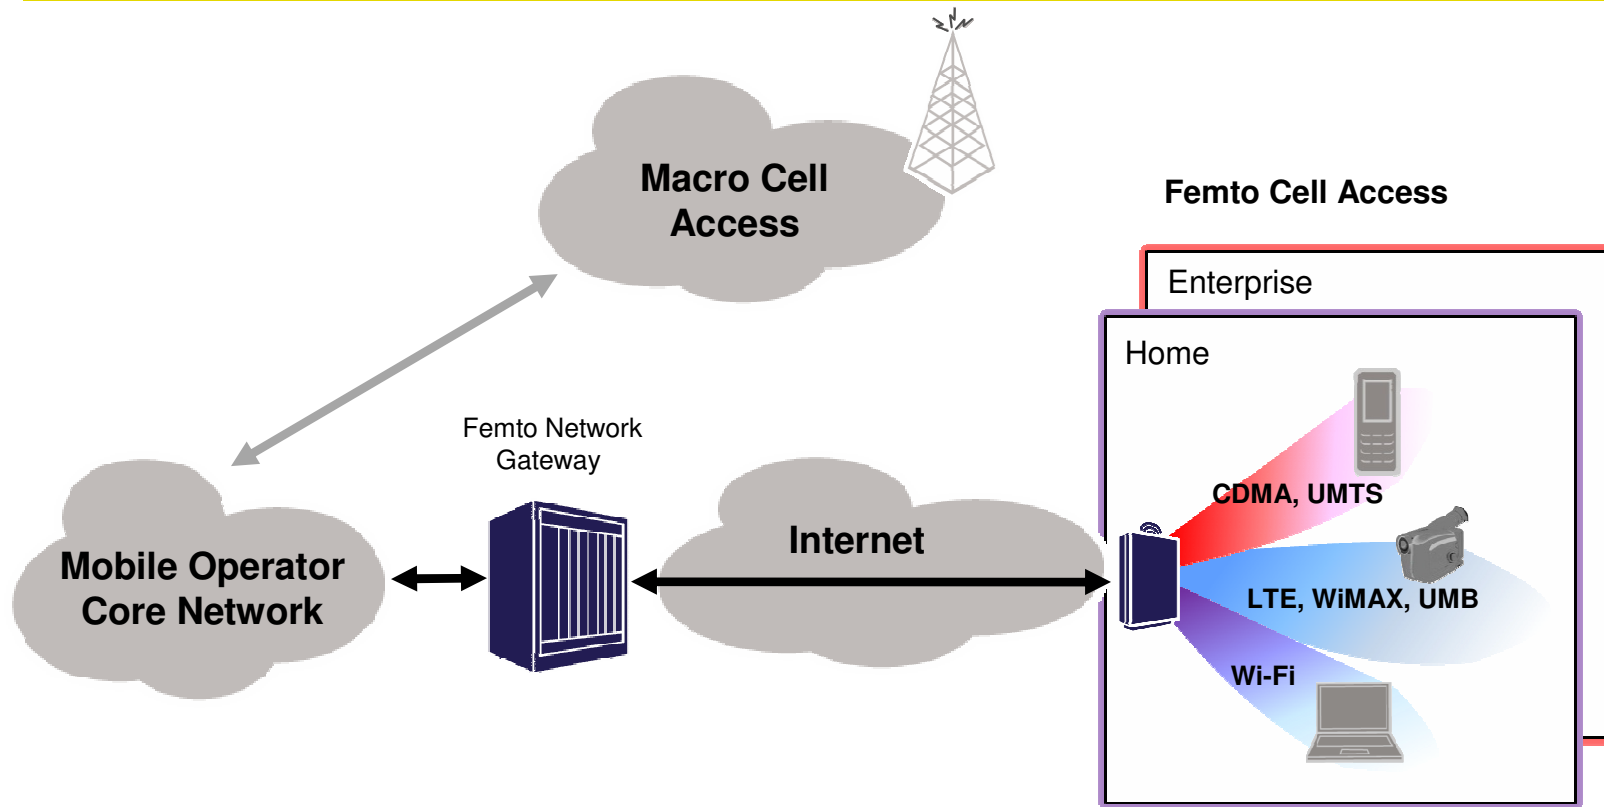 Macro Cell
Access
Femto Cell Access
Enterprise
Home
Femto Network
Gateway
CDMA, UMTS
Internet
Mobile Operator
Core Network
LTE, WiMAX, UMB
Wi-Fi